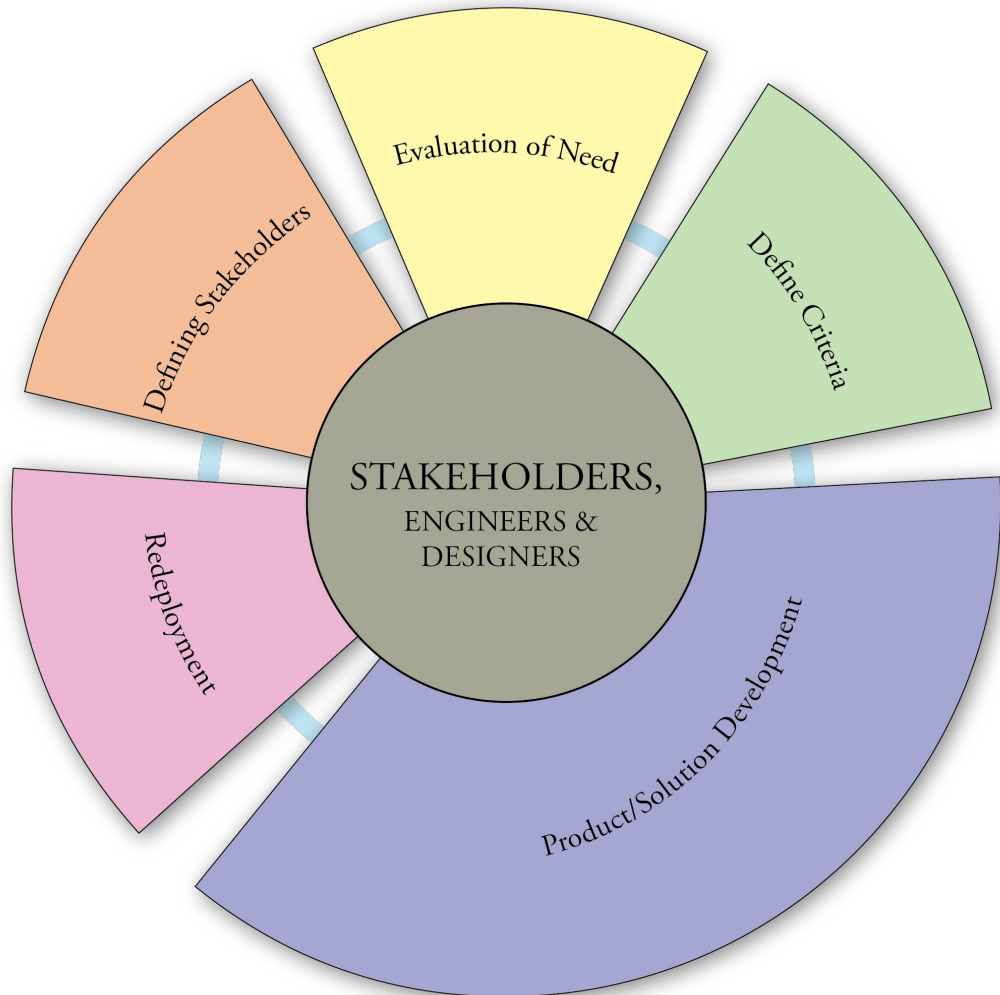 Evaluation of Need
Define Criteria
Product/Solution Development
Redeployment
Defining Stakeholders
STAKEHOLDERS,
ENGINEERS &
DESIGNERS